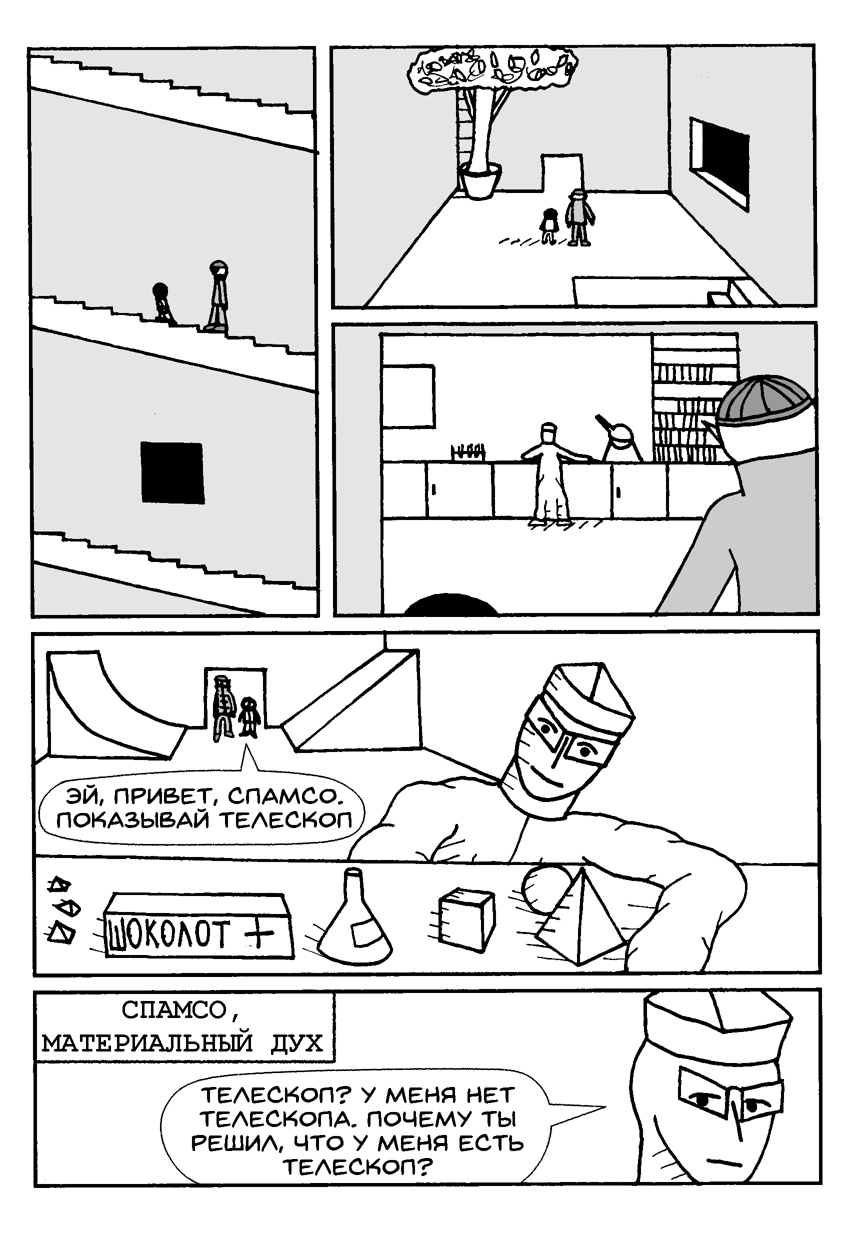 ЭЙ, ПРИВЕТ, СПАМСО.
ПОКАЗЫВАЙ ТЕЛЕСКОП
ШОКОЛОТ +
СПАМСО,
МАТЕРИАЛЬНЫЙ ДУХ
ТЕЛЕСКОП? У МЕНЯ НЕТ
ТЕЛЕСКОПА. ПОЧЕМУ ТЫ
РЕШИЛ, ЧТО У МЕНЯ ЕСТЬ
ТЕЛЕСКОП?